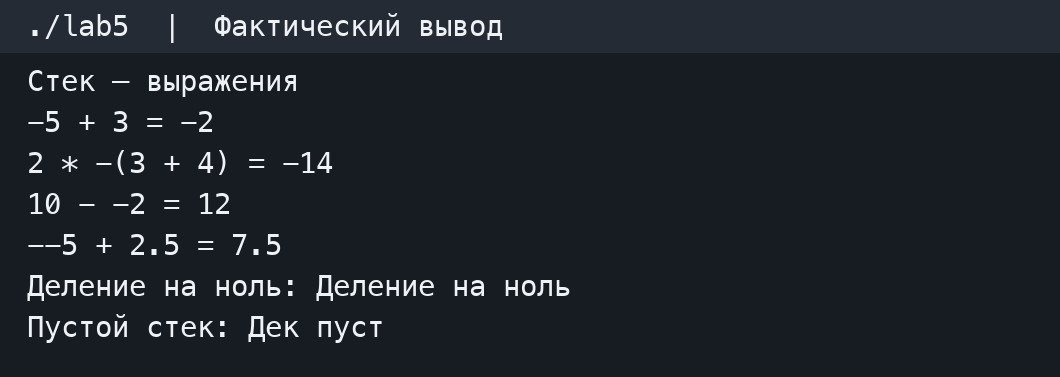 ./lab5  |  Фактический вывод
Стек — выражения
−5 + 3 = −2
2 * −(3 + 4) = −14
10 − −2 = 12
−−5 + 2.5 = 7.5
Деление на ноль: Деление на ноль
Пустой стек: Дек пуст